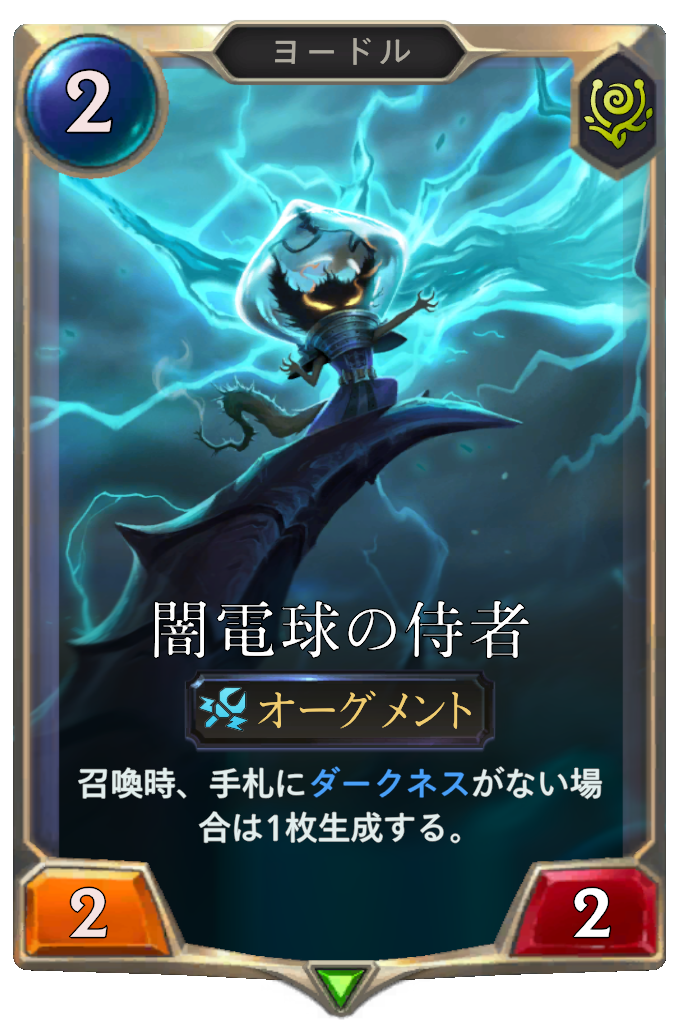 ヨードル
2
闇電球の侍者
オーグメント
召喚時、手札にダークネスがない場
合は1枚生成する。
2
2